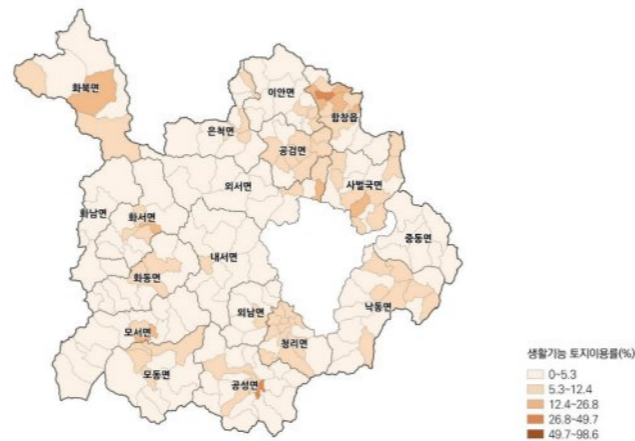 화북면
이안면
함창읍
은척면
공검면
외서면
사벌국면
화남면
화서면
중동면
내서면
화동면
낙동면
외남면
모서면
청리면
모동면
공성면
생활기능 토지이용률(%)
0~5.3
5.3~12.4
12.4~26.8
26.8~49.7
49.7~98.6